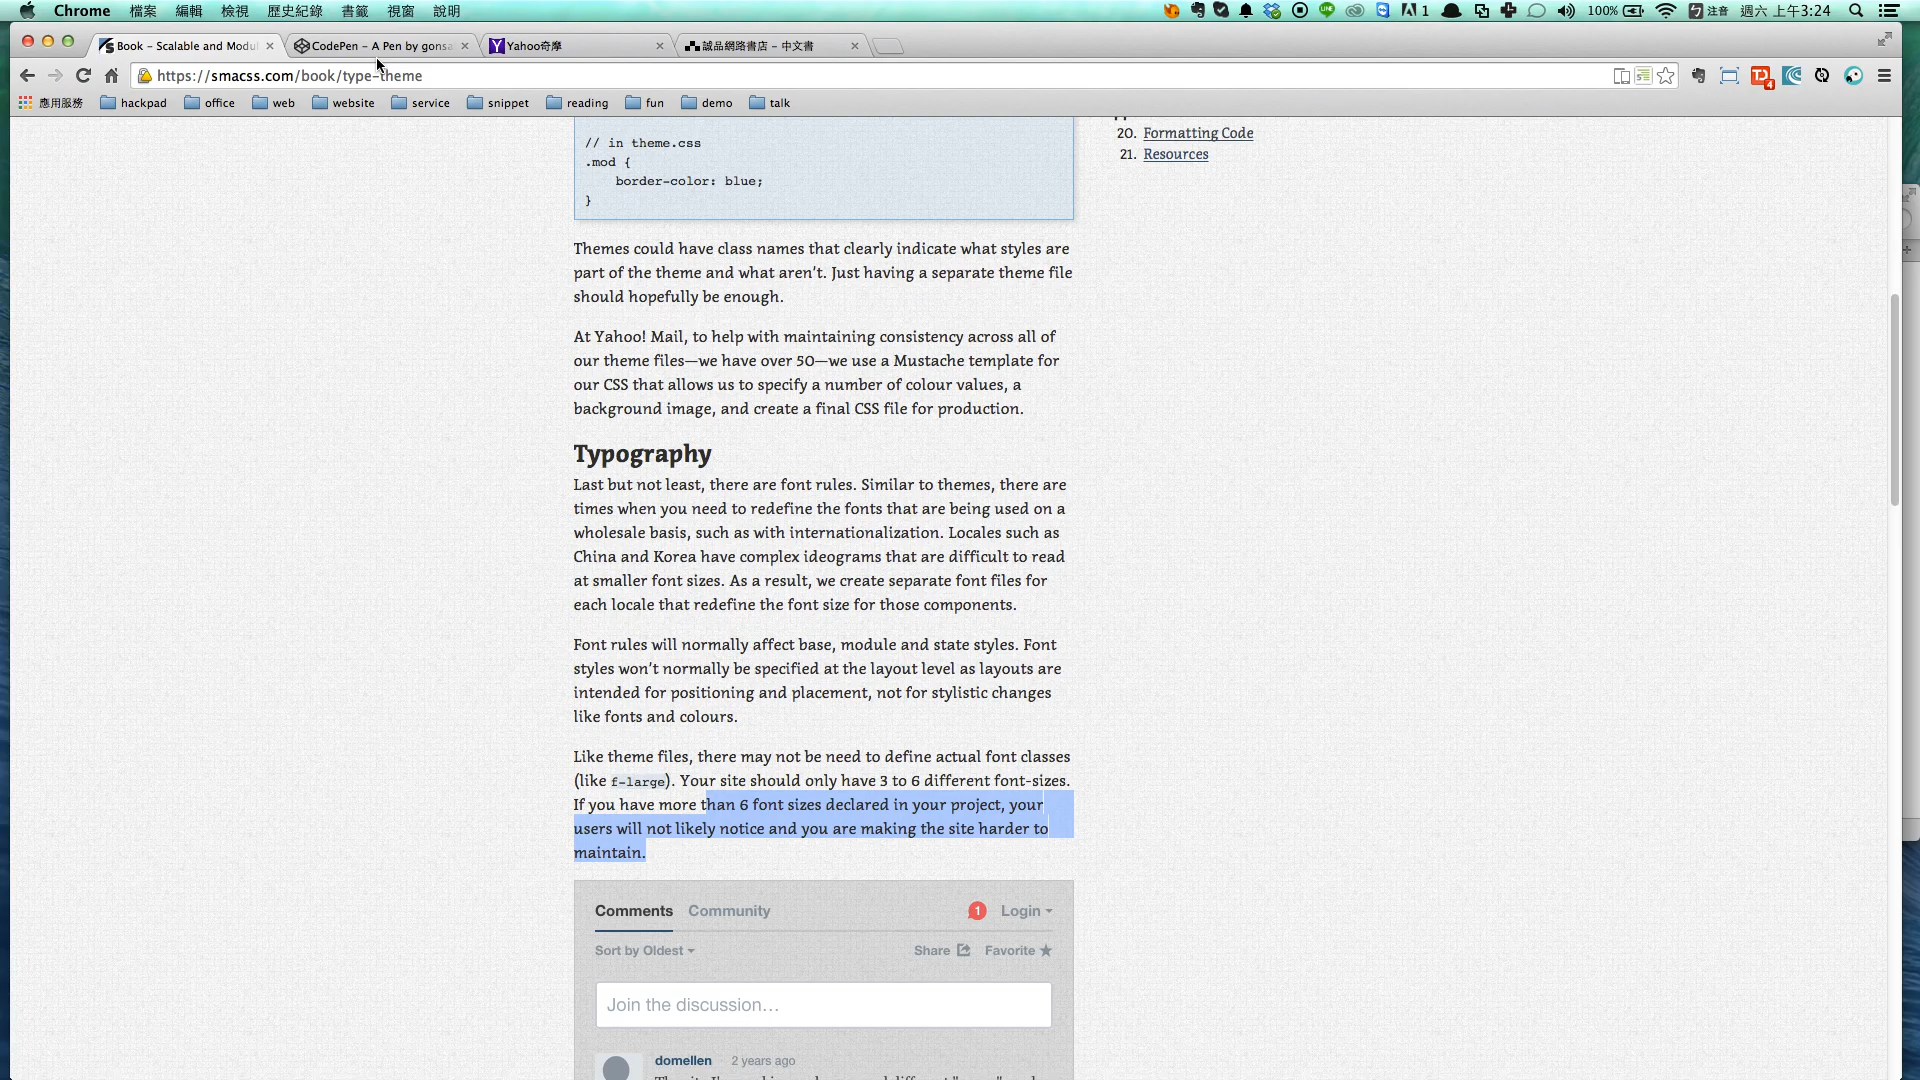 Chrome 檔案 編輯 檢視 歷史紀錄 書籤 視窗 說明 1 100% 注音 週六 上午3:24
Book – Scalable and Modul CodePen – A Pen by gonsa Yahoo奇摩 誠品網路書店 – 中文書
https://smacss.com/book/type-theme
應用服務 hackpad office web website service snippet reading fun demo talk
// in theme.css
.mod {
border-color: blue;
}
20. Formatting Code
21. Resources
Themes could have class names that clearly indicate what styles are
part of the theme and what aren’t. Just having a separate theme file
should hopefully be enough.
At Yahoo! Mail, to help with maintaining consistency across all of
our theme files—we have over 50—we use a Mustache template for
our CSS that allows us to specify a number of colour values, a
background image, and create a final CSS file for production.
Typography
Last but not least, there are font rules. Similar to themes, there are
times when you need to redefine the fonts that are being used on a
wholesale basis, such as with internationalization. Locales such as
China and Korea have complex ideograms that are difficult to read
at smaller font sizes. As a result, we create separate font files for
each locale that redefine the font size for those components.
Font rules will normally affect base, module and state styles. Font
styles won’t normally be specified at the layout level as layouts are
intended for positioning and placement, not for stylistic changes
like fonts and colours.
Like theme files, there may not be need to define actual font classes
(like f-large). Your site should only have 3 to 6 different font-sizes.
If you have more than 6 font sizes declared in your project, your
users will not likely notice and you are making the site harder to
maintain.
Comments Community 1 Login
Sort by Oldest Share Favorite
Join the discussion…
domellen 2 years ago